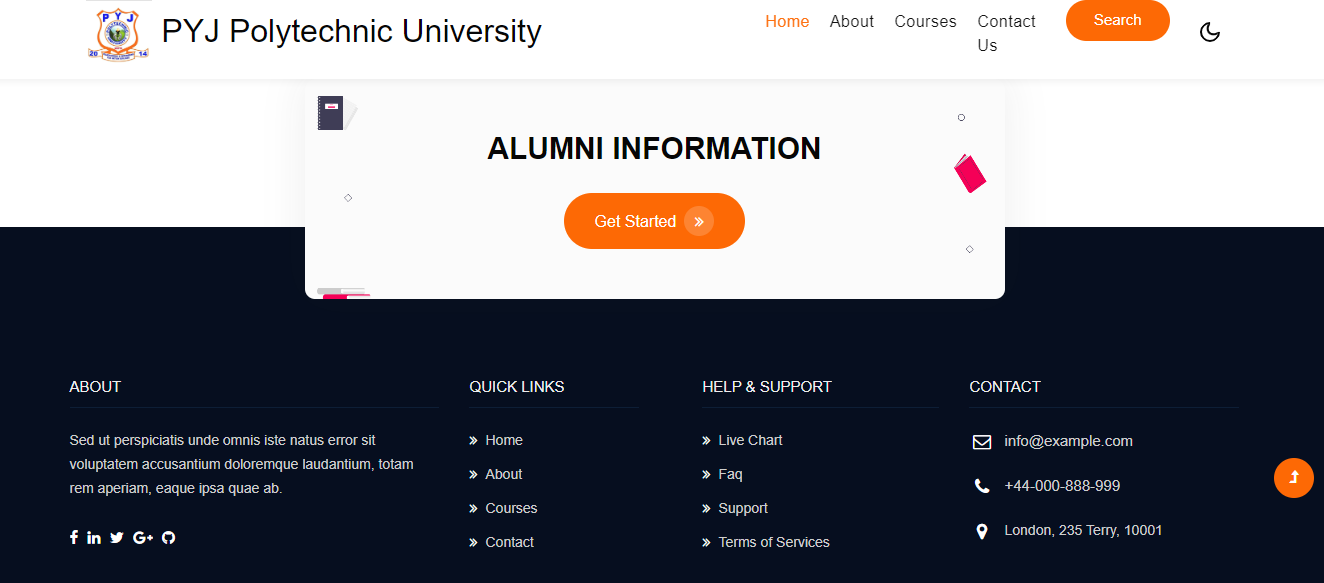 P Y J
20 14
PYJ Polytechnic University
Home
About
Courses
Contact
Us
Search
ALUMNI INFORMATION
Get Started
ABOUT
Sed ut perspiciatis unde omnis iste natus error sit
voluptatem accusantium doloremque laudantium, totam
rem aperiam, eaque ipsa quae ab.
QUICK LINKS
Home
About
Courses
Contact
HELP & SUPPORT
Live Chart
Faq
Support
Terms of Services
CONTACT
info@example.com
+44-000-888-999
London, 235 Terry, 10001